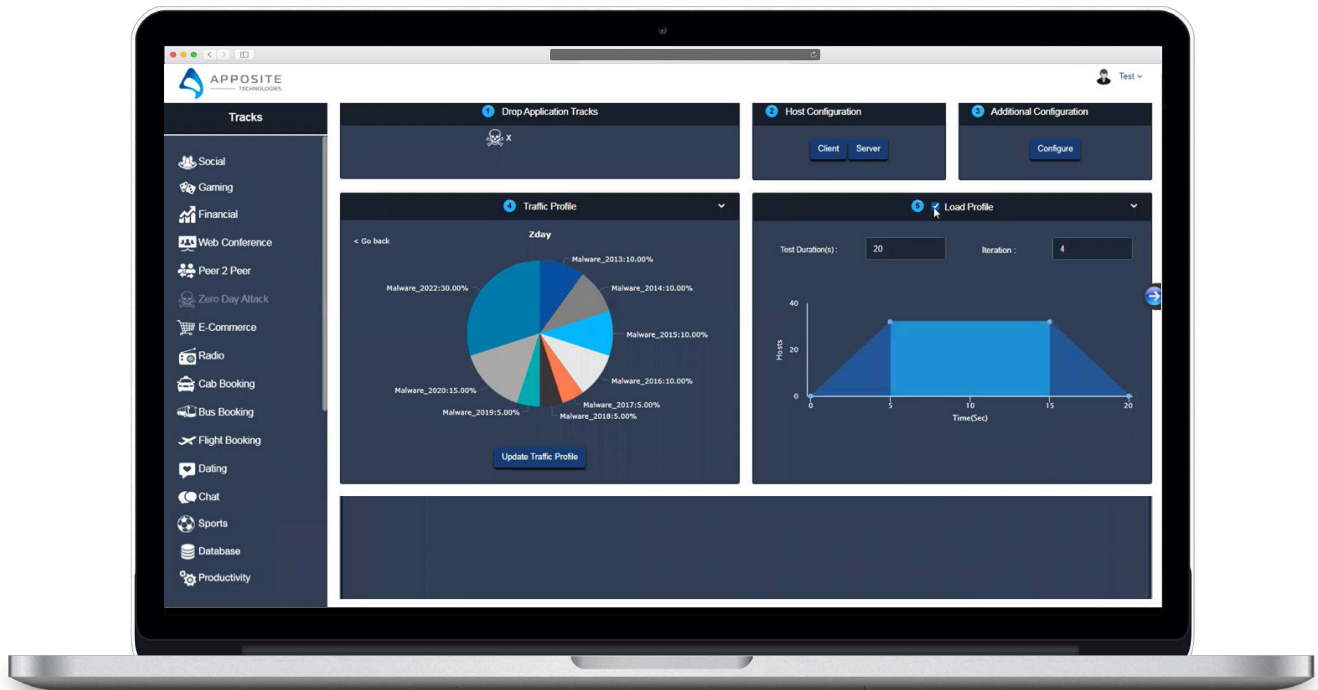 APPOSITE
TECHNOLOGIES
Test
Tracks
Social
Gaming
Financial
Web Conference
Peer 2 Peer
Zero Day Attack
E-Commerce
Radio
Cab Booking
Bus Booking
Flight Booking
Dating
Chat
Sports
Database
Productivity
1 Drop Application Tracks
X
2 Host Configuration
Client Server
3 Additional Configuration
Configure
4 Traffic Profile
< Go back
Zday
Malware_2013:10.00%
Malware_2014:10.00%
Malware_2015:10.00%
Malware_2016:10.00%
Malware_2017:5.00%
Malware_2018:5.00%
Malware_2019:5.00%
Malware_2020:15.00%
Malware_2022:30.00%
Update Traffic Profile
5 Load Profile
Test Duration(s) : 20 Iteration : 4
40
20
0
Hosts
0 5 10 15 20
Time(Sec)